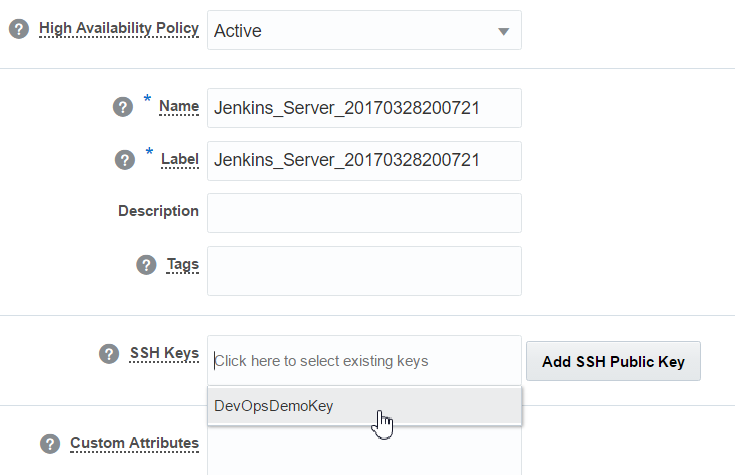 ? High Availability Policy Active
? * Name Jenkins_Server_20170328200721
? * Label Jenkins_Server_20170328200721
Description
? Tags
? SSH Keys Click here to select existing keys Add SSH Public Key
DevOpsDemoKey
? Custom Attributes